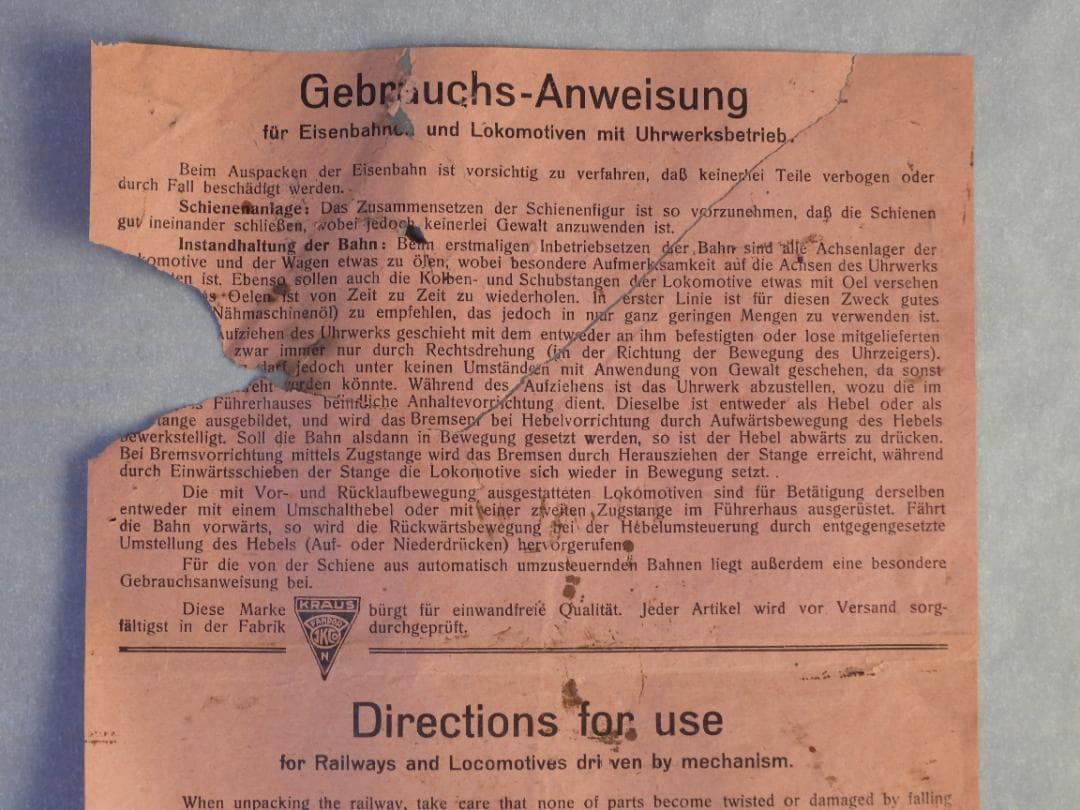 Gebrauchs-Anweisung
für Eisenbahnen und Lokomotiven mit Uhrwerksbetrieb.
Beim Auspacken der Eisenbahn ist vorsichtig zu verfahren, daß keinerlei Teile verbogen oder
durch Fall beschädigt werden.
Schienenanlage: Das Zusammensetzen der Schienenfigur ist so vorzunehmen, daß die Schienen
gut ineinander schließen, wobei jedoch keinerlei Gewalt anzuwenden ist.
Instandhaltung der Bahn: Beim erstmaligen Inbetriebsetzen der Bahn sind alle Achsenlager der
komotive und der Wagen etwas zu ölen, wobei besondere Aufmerksamkeit auf die Achsen des Uhrwerks
ten ist. Ebenso sollen auch die Kolben- und Schubstangen der Lokomotive etwas mit Oel versehen
s Oelen ist von Zeit zu Zeit zu wiederholen. In erster Linie ist für diesen Zweck gutes
Nähmaschinenöl) zu empfehlen, das jedoch in nur ganz geringen Mengen zu verwenden ist.
ufziehen des Uhrwerks geschieht mit dem entweder an ihm befestigten oder lose mitgelieferten
zwar immer nur durch Rechtsdrehung (in der Richtung der Bewegung des Uhrzeigers).
darf jedoch unter keinen Umständen mit Anwendung von Gewalt geschehen, da sonst
reht werden könnte. Während des Aufziehens ist das Uhrwerk abzustellen, wozu die im
s Führerhauses befindliche Anhaltevorrichtung dient. Dieselbe ist entweder als Hebel oder als
tange ausgebildet, und wird das Bremsen bei Hebelvorrichtung durch Aufwärtsbewegung des Hebels
bewerkstelligt. Soll die Bahn alsdann in Bewegung gesetzt werden, so ist der Hebel abwärts zu drücken.
Bei Bremsvorrichtung mittels Zugstange wird das Bremsen durch Herausziehen der Stange erreicht, während
durch Einwärtsschieben der Stange die Lokomotive sich wieder in Bewegung setzt.
Die mit Vor- und Rücklaufbewegung ausgestatteten Lokomotiven sind für Betätigung derselben
entweder mit einem Umschalthebel oder mit einer zweiten Zugstange im Führerhaus ausgerüstet. Fährt
die Bahn vorwärts, so wird die Rückwärtsbewegung bei der Hebelumsteuerung durch entgegengesetzte
Umstellung des Hebels (Auf- oder Niederdrücken) hervorgerufen.
Für die von der Schiene aus automatisch umzusteuernden Bahnen liegt außerdem eine besondere
Gebrauchsanweisung bei.
Diese Marke KRAUS FANDOR JKCo N bürgt für einwandfreie Qualität. Jeder Artikel wird vor Versand sorg-
fältigst in der Fabrik durchgeprüft.
Directions for use
for Railways and Locomotives driven by mechanism.
When unpacking the railway, take care that none of parts become twisted or damaged by falling